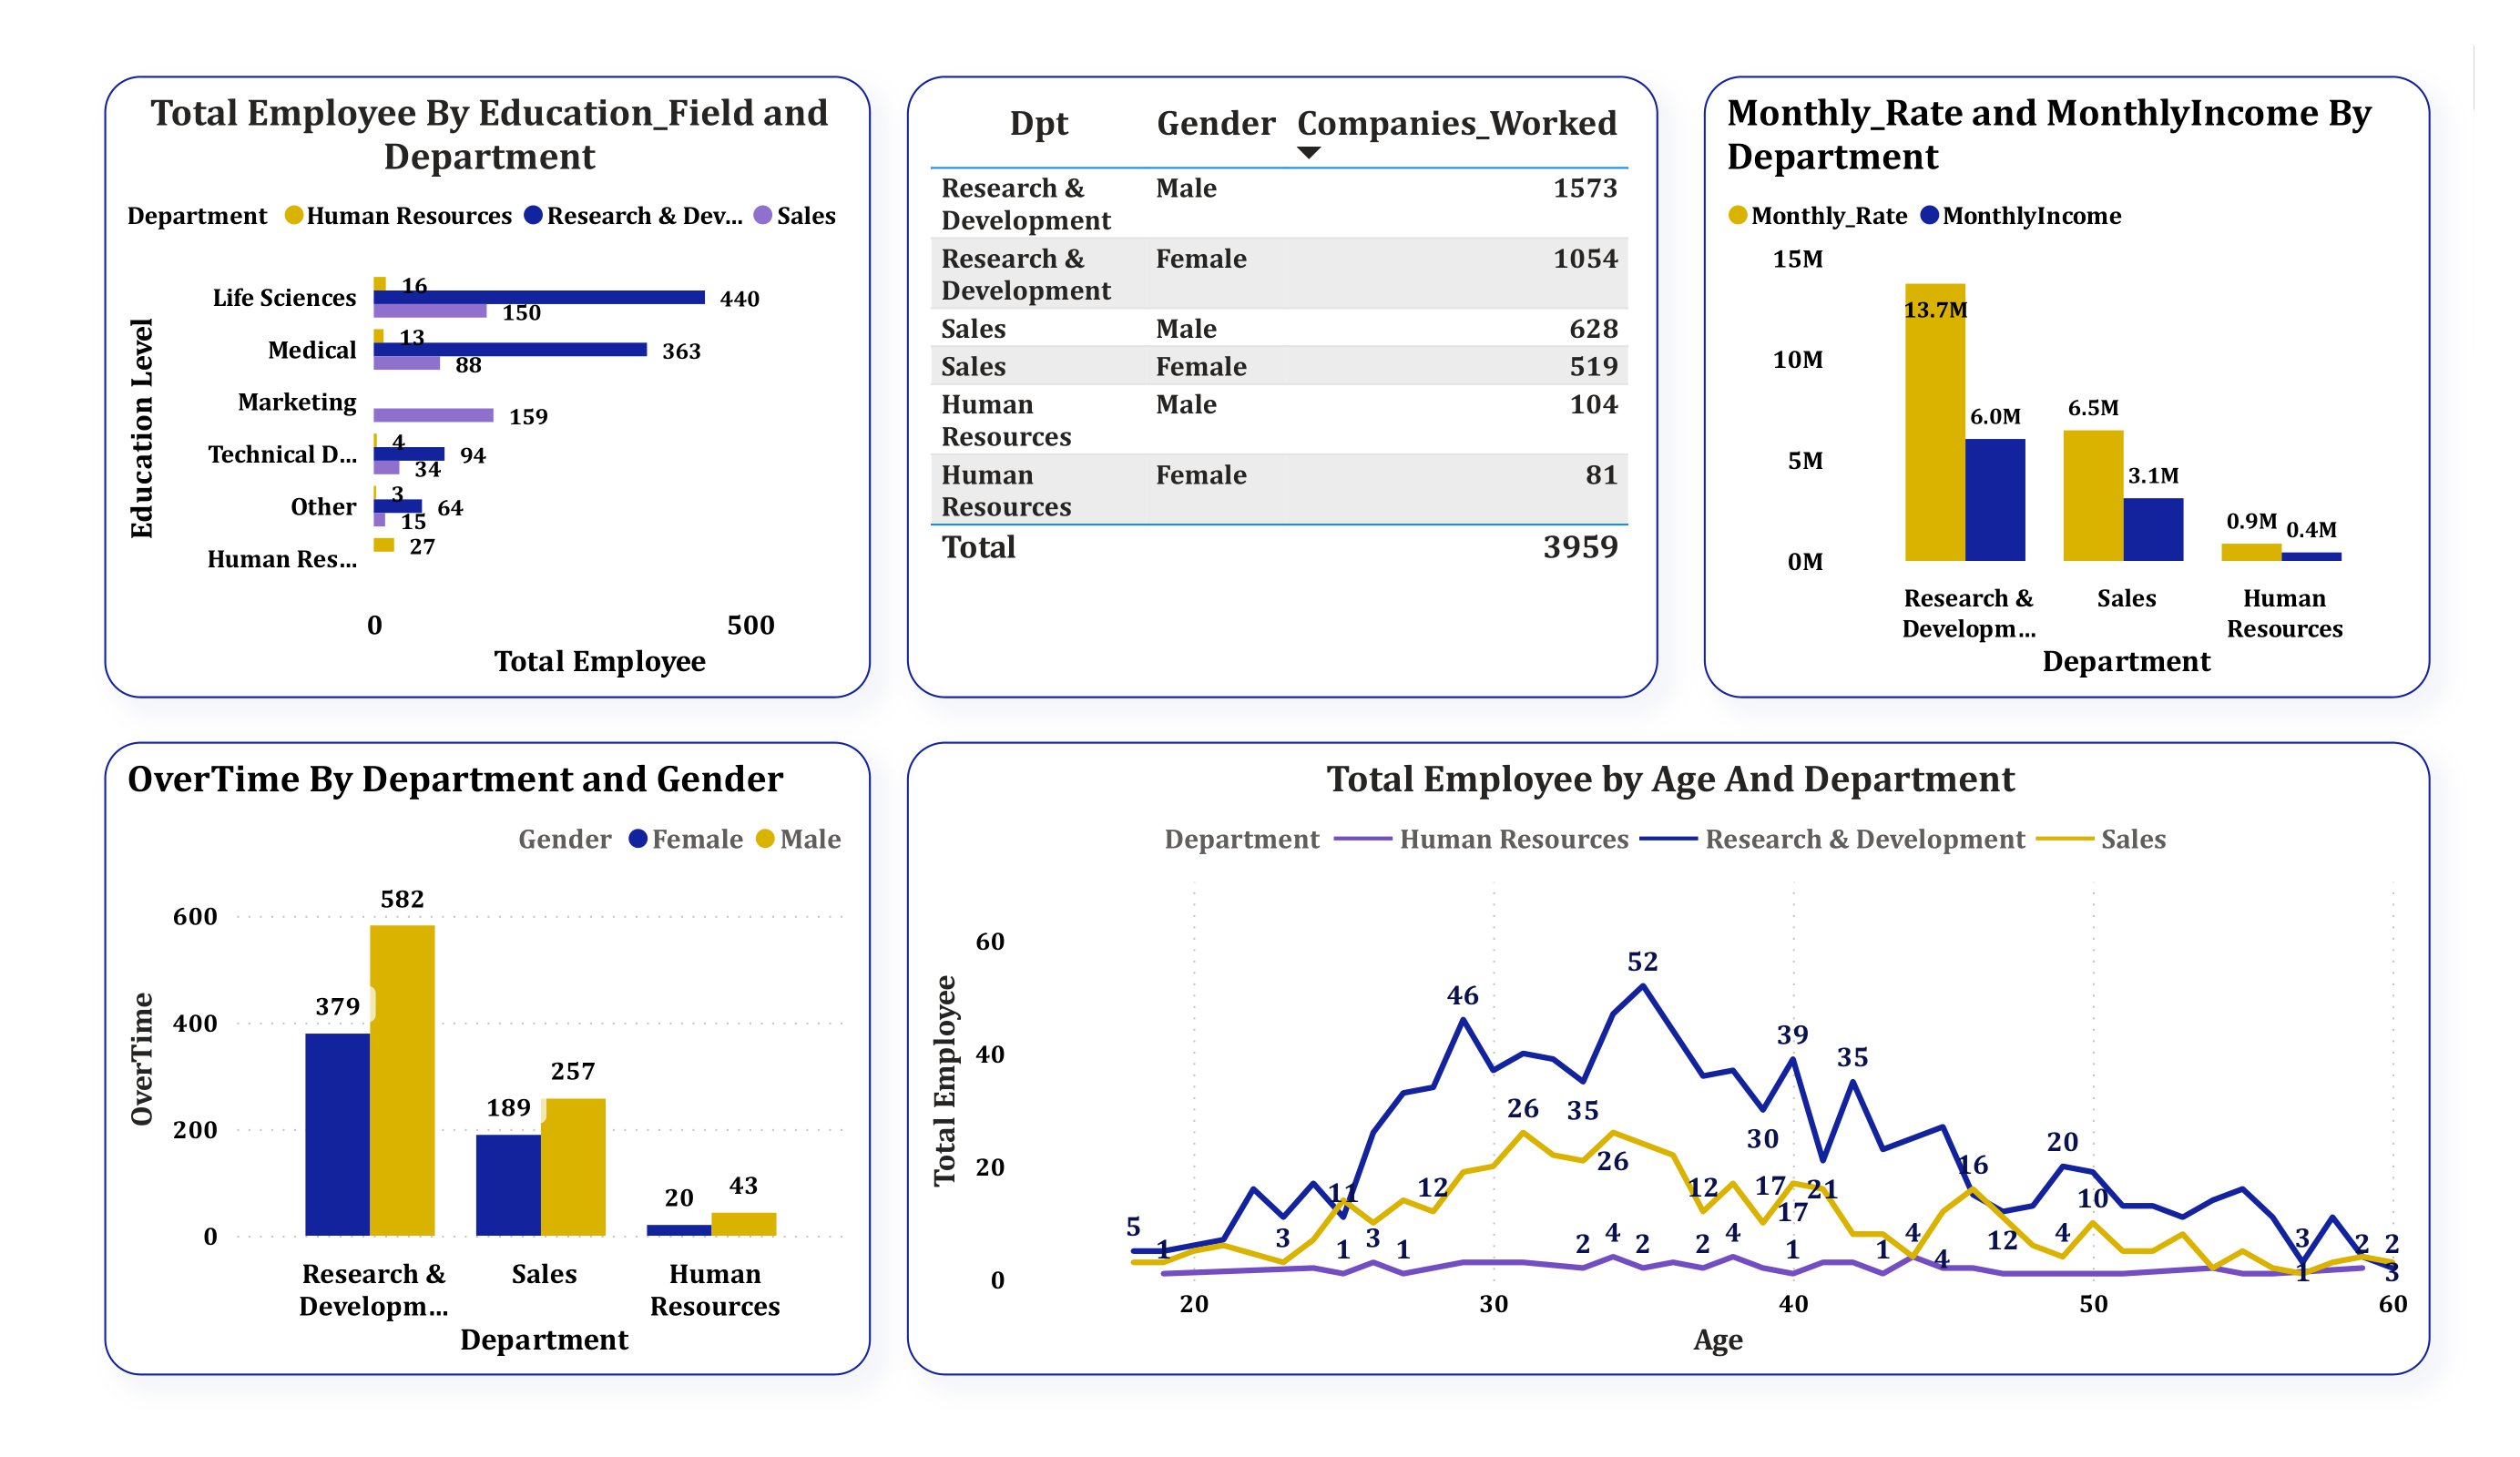 Total Employee By Education_Field and
Department
Department Human Resources Research & Dev... Sales
Education Level
Life Sciences 16 440 150
Medical 13 363 88
Marketing 159
Technical D... 4 94 34
Other 3 64 15
Human Res... 27
0 500
Total Employee
Dpt Gender Companies_Worked
Research & Male 1573
Development
Research & Female 1054
Development
Sales Male 628
Sales Female 519
Human Male 104
Resources
Human Female 81
Resources
Total 3959
Monthly_Rate and MonthlyIncome By
Department
Monthly_Rate MonthlyIncome
15M
13.7M
10M
6.0M 6.5M
5M
3.1M
0.9M 0.4M
0M
Research & Sales Human
Developm... Resources
Department
OverTime By Department and Gender
Gender Female Male
OverTime
582
600
379
400
257
189
200
20 43
0
Research & Sales Human
Developm... Resources
Department
Total Employee by Age And Department
Department Human Resources Research & Development Sales
Total Employee
60
52
46
39
40
35
26 35
30
20
20
26
16
11 12 12 17 21
10
17
5
3 4 4 4 4 3
1 3 1 1 2 2 2 1 1 12 2 2
4
1 3
0
20 30 40 50 60
Age